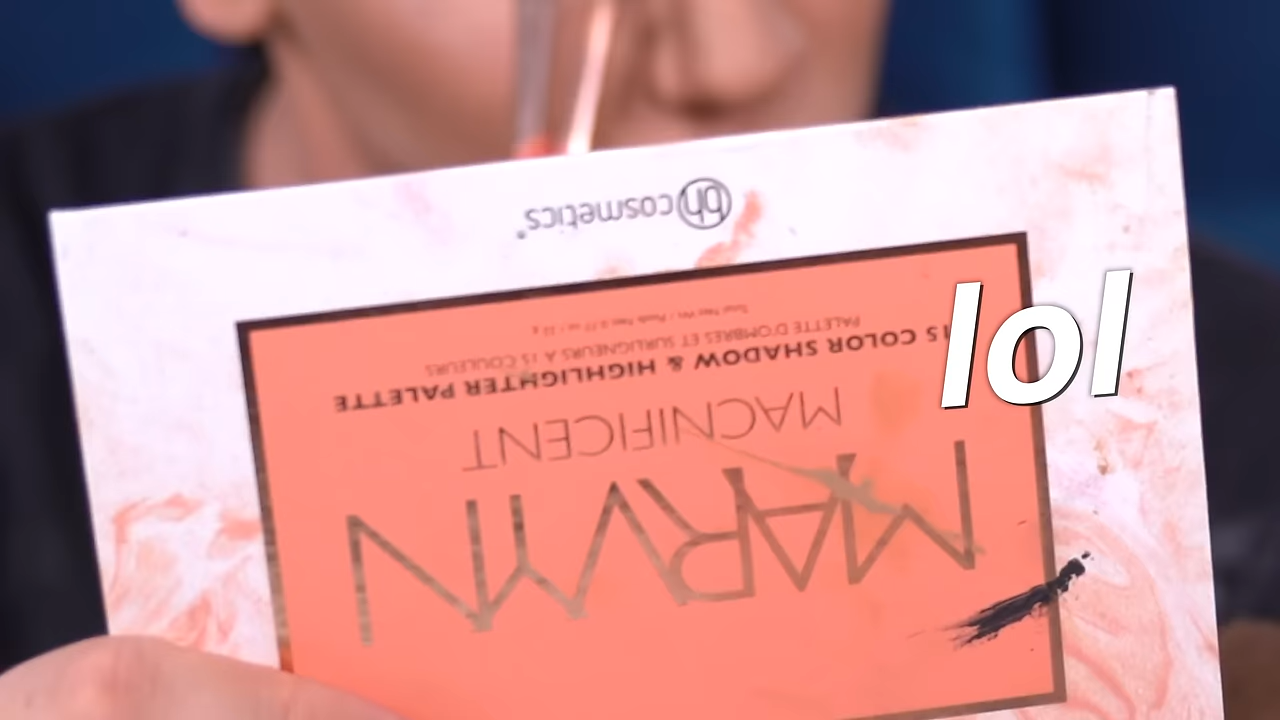 MARVYN
MACNIFICENT
15 COLOR SHADOW & HIGHLIGHTER PALETTE
PALETTE D'OMBRES ET SURLIGNEURS À 15 COULEURS
bh cosmetics®
lol